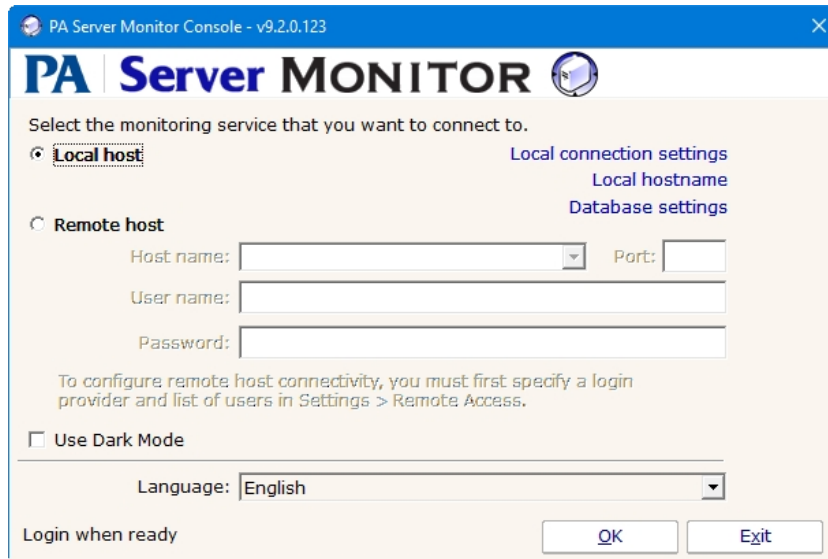 PA Server Monitor Console - v9.2.0.123
PA Server MONITOR
Select the monitoring service that you want to connect to.
Local host
Local connection settings
Local hostname
Database settings
Remote host
Host name:
Port:
User name:
Password:
To configure remote host connectivity, you must first specify a login
provider and list of users in Settings > Remote Access.
Use Dark Mode
Language: English
Login when ready
OK
Exit